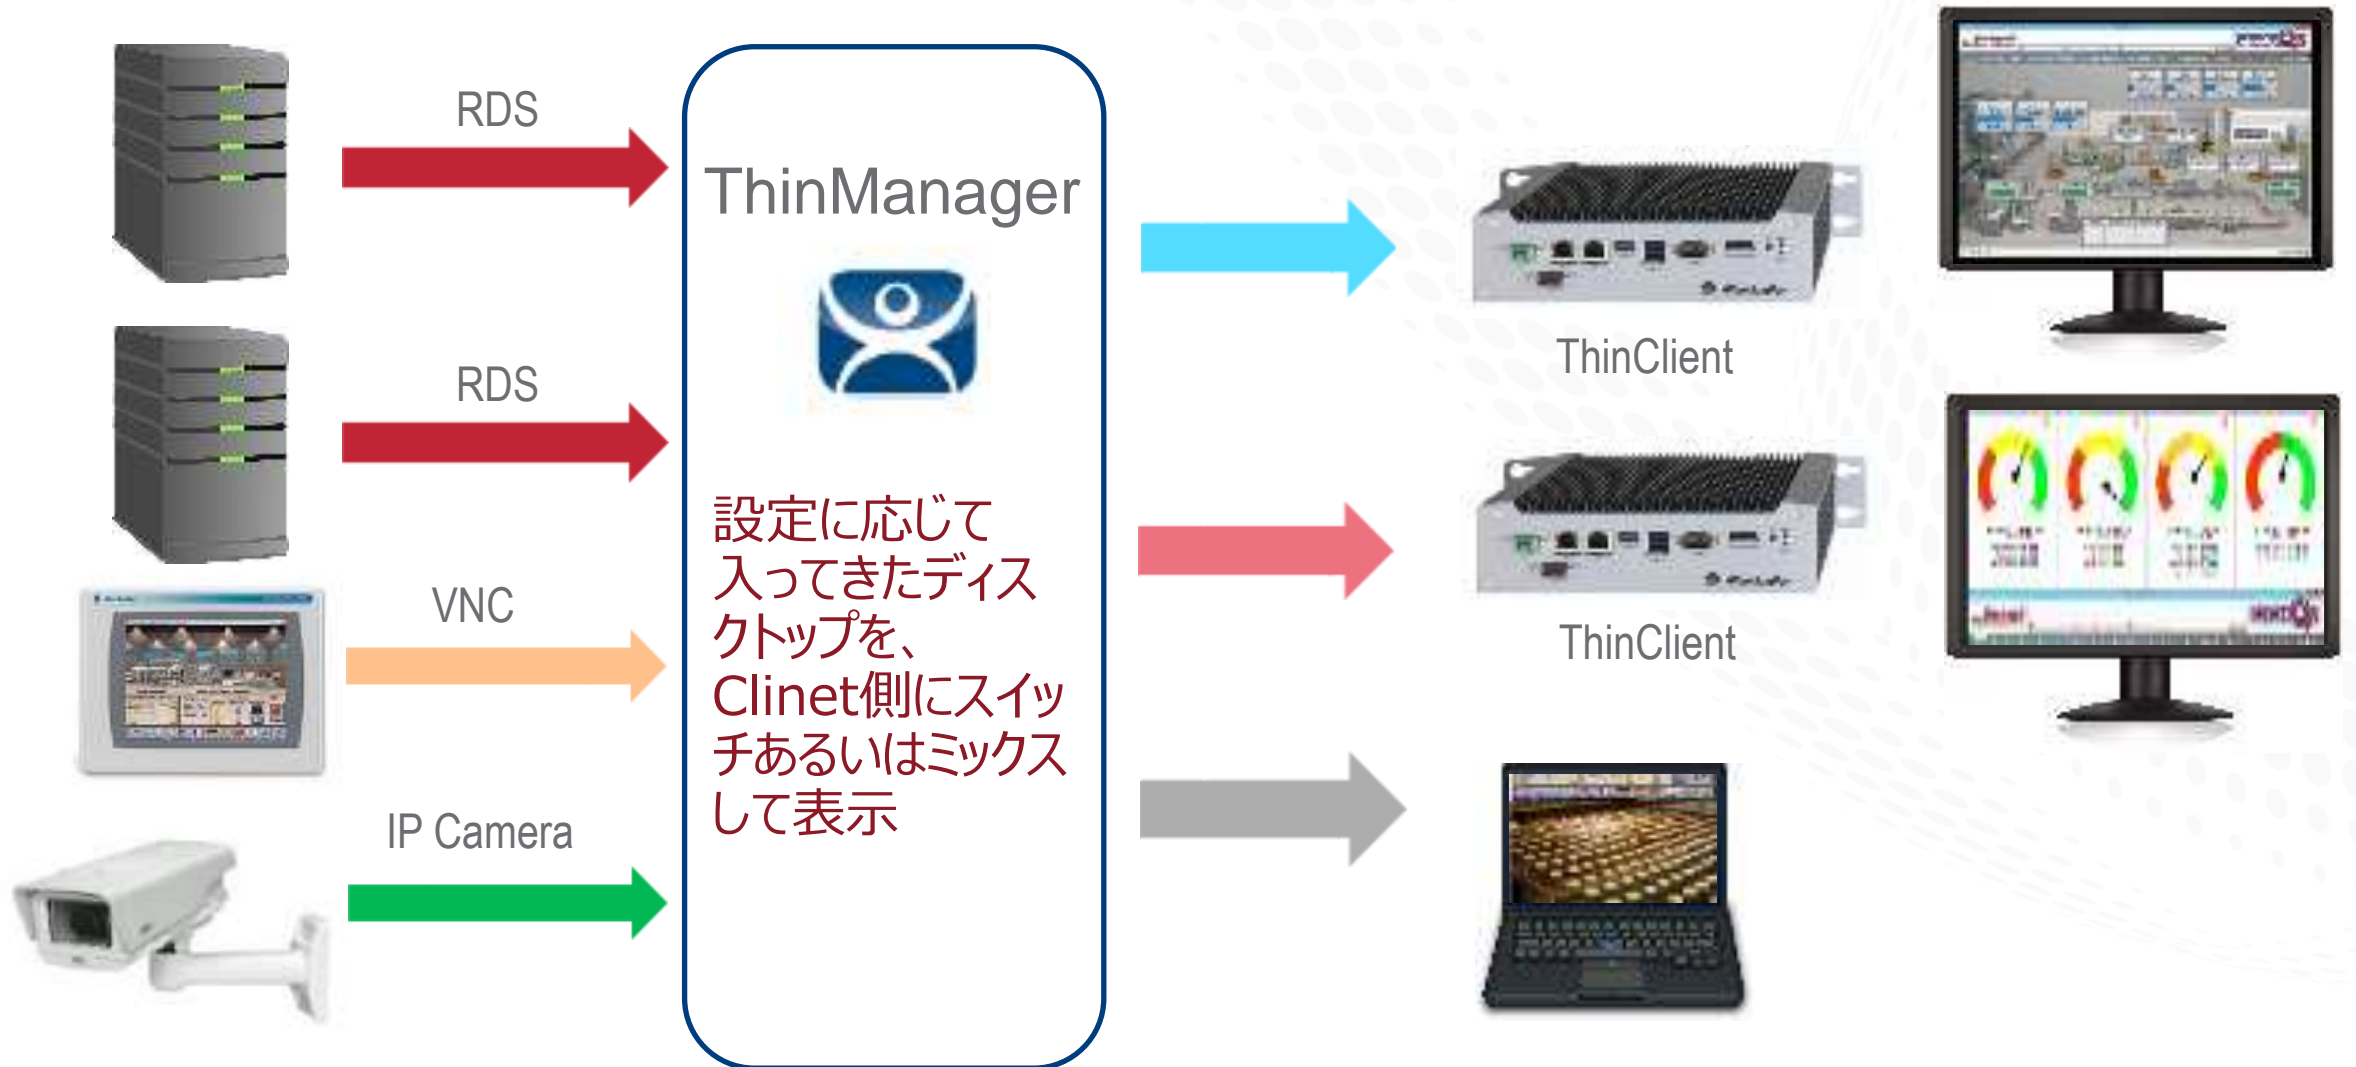 RDS
ThinManager
RDS
設定に応じて
入ってきたディス
クトップを、
Clinet側にスイッ
チあるいはミックス
して表示
VNC
IP Camera
ThinClient
ThinClient